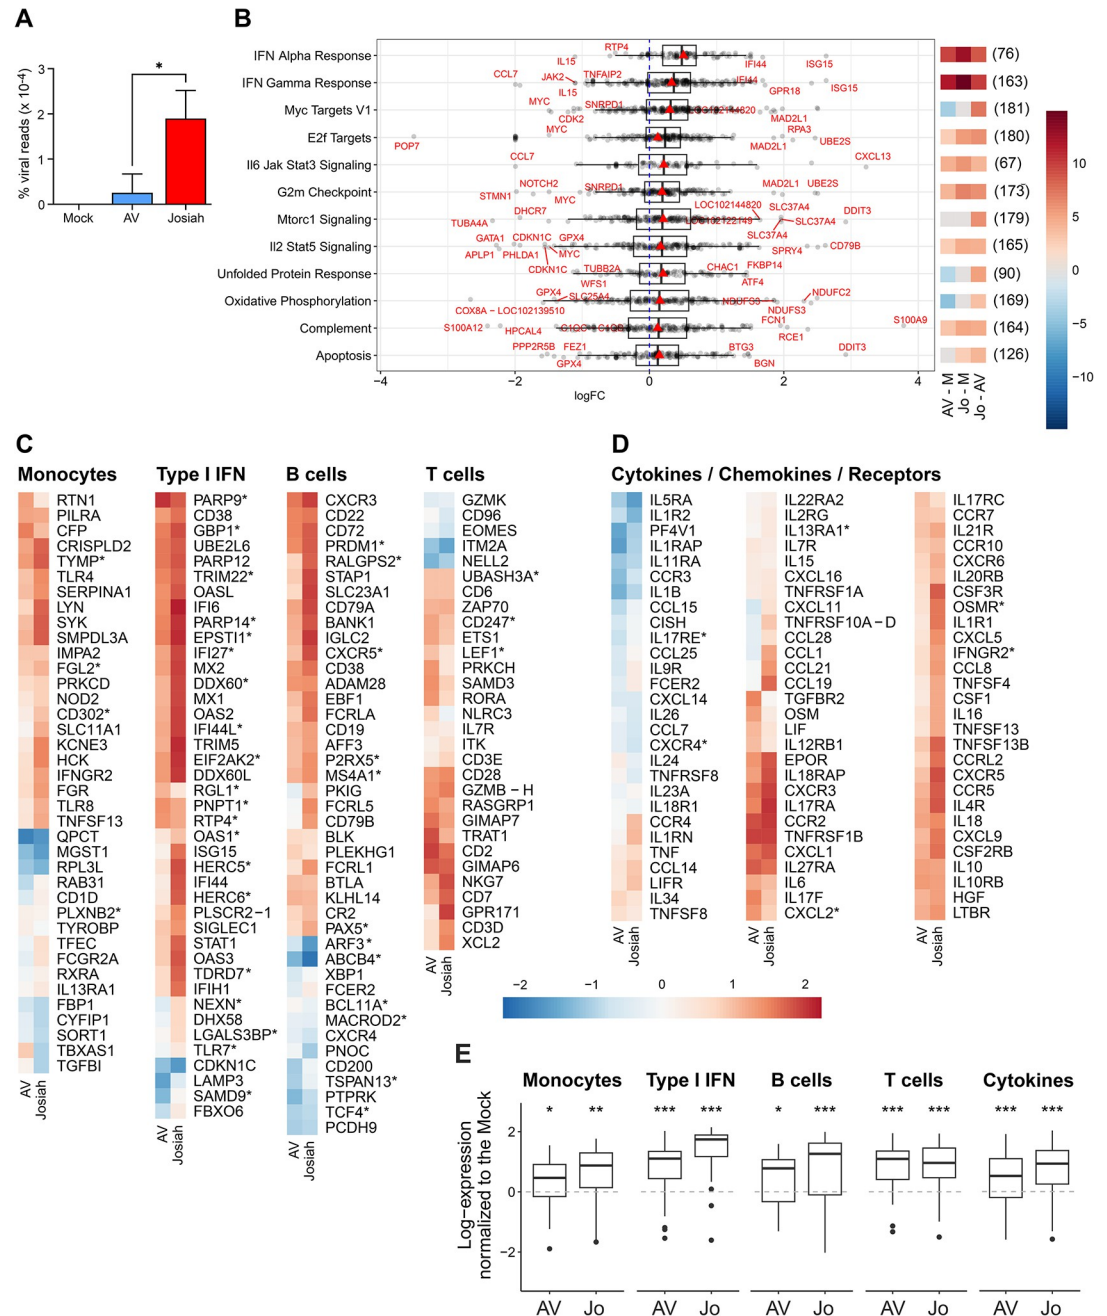 A
B
% viral reads (x 10-4)
3
2
1
0
*
Mock
AV
Josiah
IFN Alpha Response
IFN Gamma Response
Myc Targets V1
E2f Targets
Il6 Jak Stat3 Signaling
G2m Checkpoint
Mtorc1 Signaling
Il2 Stat5 Signaling
Unfolded Protein Response
Oxidative Phosphorylation
Complement
Apoptosis
RTP4
IL15
IFI44
ISG15
CCL7
JAK2
TNFAIP2
IL15
IFI44
GPR18
ISG15
MYC
SNRPD1
CDK2
LOC102144820
MAD2L1
MYC
RPA3
POP7
MAD2L1
UBE2S
CCL7
CXCL13
NOTCH2
SNRPD1
STMN1
MYC
MAD2L1
UBE2S
LOC102144820
SLC37A4
DHCR7
DDIT3
TUBA4A
LOC102722149
SLC37A4
SLC37A4
GATA1
CDKN1C
GPX4
APLP1
PHLDA1
MYC
SPRY4
CD79B
CDKN1C
TUBB2A
CHAC1
FKBP14
WFS1
ATF4
GPX4
SLC25A4
NDUFS3
NDUFC2
COX8A − LOC102139510
NDUFS3
FCN1
S100A9
S100A12
HPCAL4
C1QC
C1QB
RCE1
PPP2R5B
FEZ1
BTG3
DDIT3
GPX4
BGN
−4
−2
0
2
4
logFC
(76)
(163)
(181)
(180)
(67)
(173)
(179)
(165)
(90)
(169)
(164)
(126)
AV - M
Jo - M
Jo - AV
10
5
0
−5
−10
C
Monocytes
RTN1
PILRA
CFP
CRISPLD2
TYMP*
TLR4
SERPINA1
LYN
SYK
SMPDL3A
IMPA2
FGL2*
PRKCD
NOD2
CD302*
SLC11A1
KCNE3
HCK
IFNGR2
FGR
TLR8
TNFSF13
QPCT
MGST1
RPL3L
RAB31
CD1D
PLXNB2*
TYROBP
TFEC
FCGR2A
RXRA
IL13RA1
FBP1
CYFIP1
SORT1
TBXAS1
TGFBI
AV
Josiah
Type I IFN
PARP9*
CD38
GBP1*
UBE2L6
PARP12
TRIM22*
OASL
IFI6
PARP14*
EPSTI1*
IFI27*
MX2
DDX60*
MX1
OAS2
IFI44L*
TRIM5
EIF2AK2*
DDX60L
RGL1*
PNPT1*
RTP4*
OAS1*
ISG15
HERC5*
IFI44
HERC6*
PLSCR2−1
SIGLEC1
STAT1
OAS3
TDRD7*
IFIH1
NEXN*
DHX58
LGALS3BP*
TLR7*
CDKN1C
LAMP3
SAMD9*
FBXO6
AV
Josiah
B cells
CXCR3
CD22
CD72
PRDM1*
RALGPS2*
STAP1
SLC23A1
CD79A
BANK1
IGLC2
CXCR5*
CD38
ADAM28
EBF1
FCRLA
CD19
AFF3
P2RX5*
MS4A1*
PKIG
FCRL5
CD79B
BLK
PLEKHG1
FCRL1
BTLA
KLHL14
CR2
PAX5*
ARF3*
ABCB4*
XBP1
FCER2
BCL11A*
MACROD2*
CXCR4
PNOC
CD200
TSPAN13*
PTPRK
TCF4*
PCDH9
AV
Josiah
T cells
GZMK
CD96
EOMES
ITM2A
NELL2
UBASH3A*
CD6
ZAP70
CD247*
ETS1
LEF1*
PRKCH
SAMD3
RORA
NLRC3
IL7R
ITK
CD3E
CD28
GZMB − H
RASGRP1
GIMAP7
TRAT1
CD2
GIMAP6
NKG7
CD7
GPR171
CD3D
XCL2
AV
Josiah
D
Cytokines / Chemokines / Receptors
IL5RA
IL1R2
PF4V1
IL1RAP
IL11RA
CCR3
IL1B
CCL15
CISH
IL17RE*
CCL25
IL9R
FCER2
CXCL14
IL26
CCL7
CXCR4*
IL24
TNFRSF8
IL23A
IL18R1
CCR4
IL1RN
TNF
CCL14
LIFR
IL34
TNFSF8
AV
Josiah
IL22RA2
IL2RG
IL13RA1*
IL7R
IL15
CXCL16
TNFRSF1A
CXCL11
TNFRSF10A−D
CCL28
CCL1
CCL21
CCL19
TGFBR2
OSM
LIF
IL12RB1
EPOR
IL18RAP
CXCR3
IL17RA
CCR2
TNFRSF1B
CXCL1
IL27RA
IL6
IL17F
CXCL2*
AV
Josiah
IL17RC
CCR7
IL21R
CCR10
CXCR6
IL20RB
CSF3R
OSMR*
IL1R1
CXCL5
IFNGR2*
CCL8
TNFSF4
CSF1
IL16
TNFSF13
TNFSF13B
CCRL2
CXCR5
CCR5
IL4R
IL18
CXCL9
CSF2RB
IL10
IL10RB
HGF
LTBR
AV
Josiah
−2
−1
0
1
2
E
Monocytes
Type I IFN
B cells
T cells
Cytokines
* ** *** *** * *** *** *** *** ***
Log−expression
normalized to the Mock
2
0
−2
AV Jo AV Jo AV Jo AV Jo AV Jo